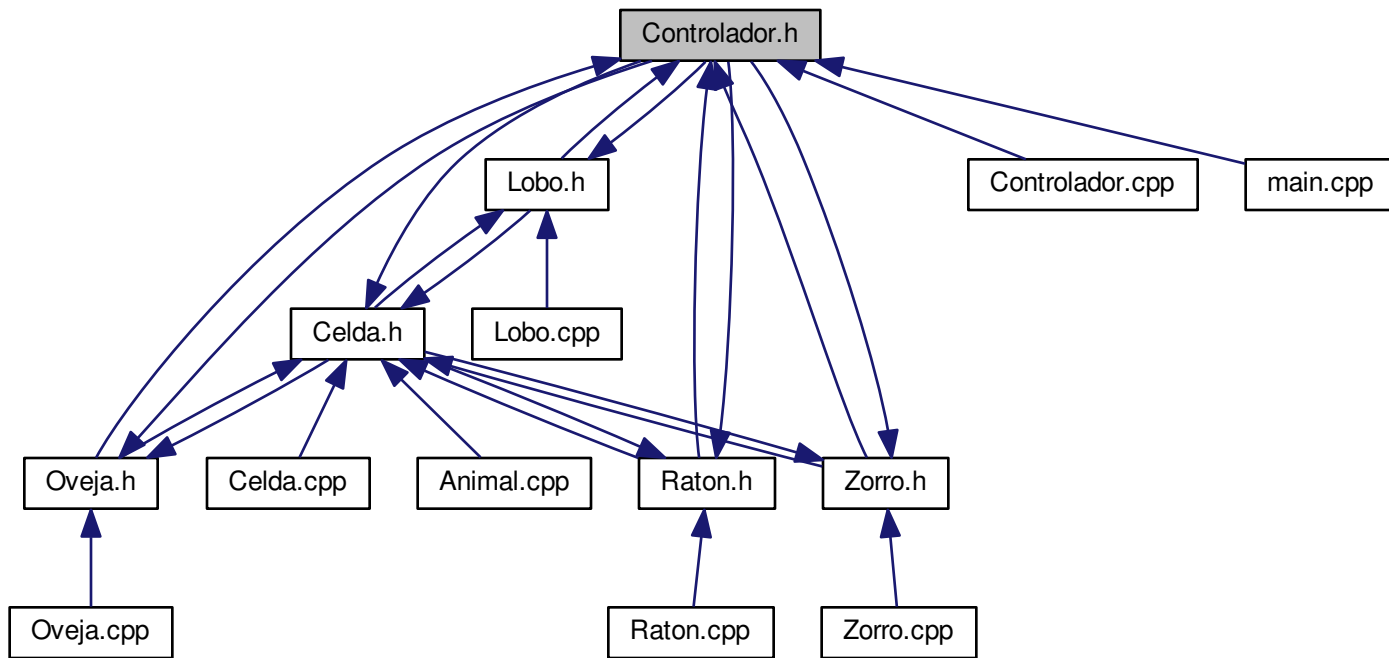 Controlador.h
Lobo.h
Controlador.cpp
main.cpp
Celda.h
Lobo.cpp
Oveja.h
Celda.cpp
Animal.cpp
Raton.h
Zorro.h
Oveja.cpp
Raton.cpp
Zorro.cpp